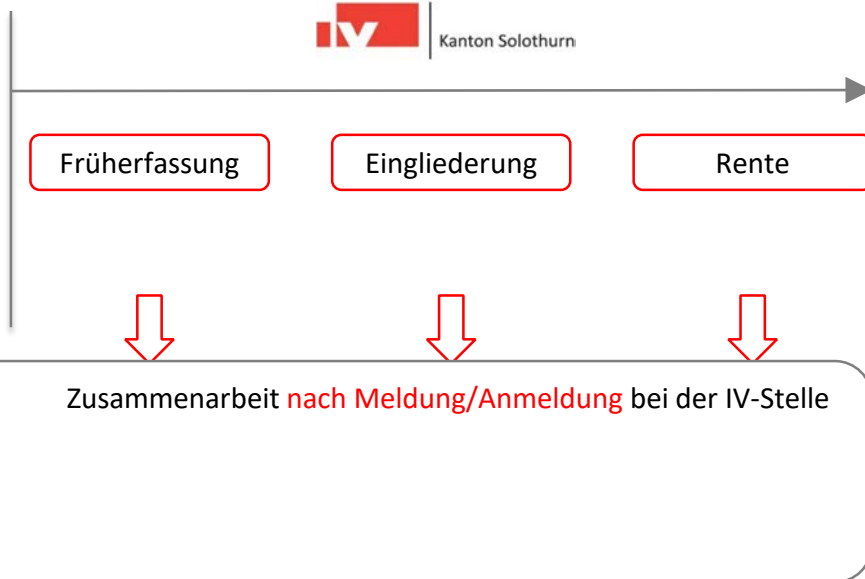 IV
Kanton Solothurn
Früherfassung
Eingliederung
Rente
Zusammenarbeit nach Meldung/Anmeldung bei der IV-Stelle